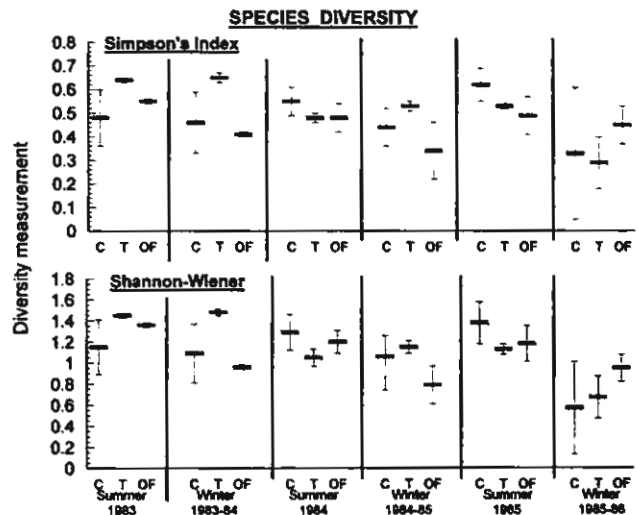 SPECIES DIVERSITY
Simpson's Index
Diversity measurement
0.8
0.7
0.6
0.5
0.4
0.3
0.2
0.1
0
C T OF C T OF C T OF C T OF C T OF C T OF
Shannon-Wiener
1.8
1.6
1.4
1.2
1
0.8
0.6
0.4
0.2
0
C T OF C T OF C T OF C T OF C T OF C T OF
Summer Winter Summer Winter Summer Winter
1983 1983-84 1984 1984-85 1985 1985-86